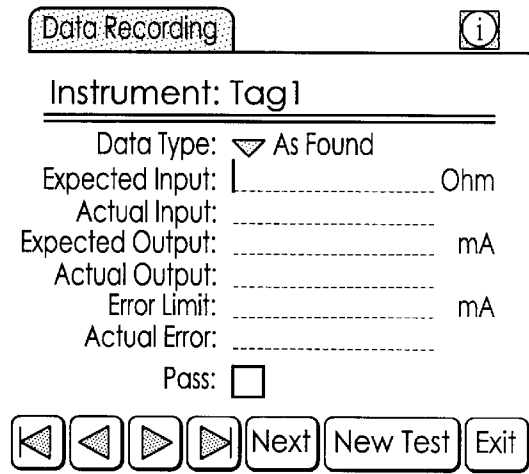 Data Recording i
Instrument: Tag1
Data Type: As Found
Expected Input: Ohm
Actual Input:
Expected Output: mA
Actual Output:
Error Limit: mA
Actual Error:
Pass:
Next New Test Exit